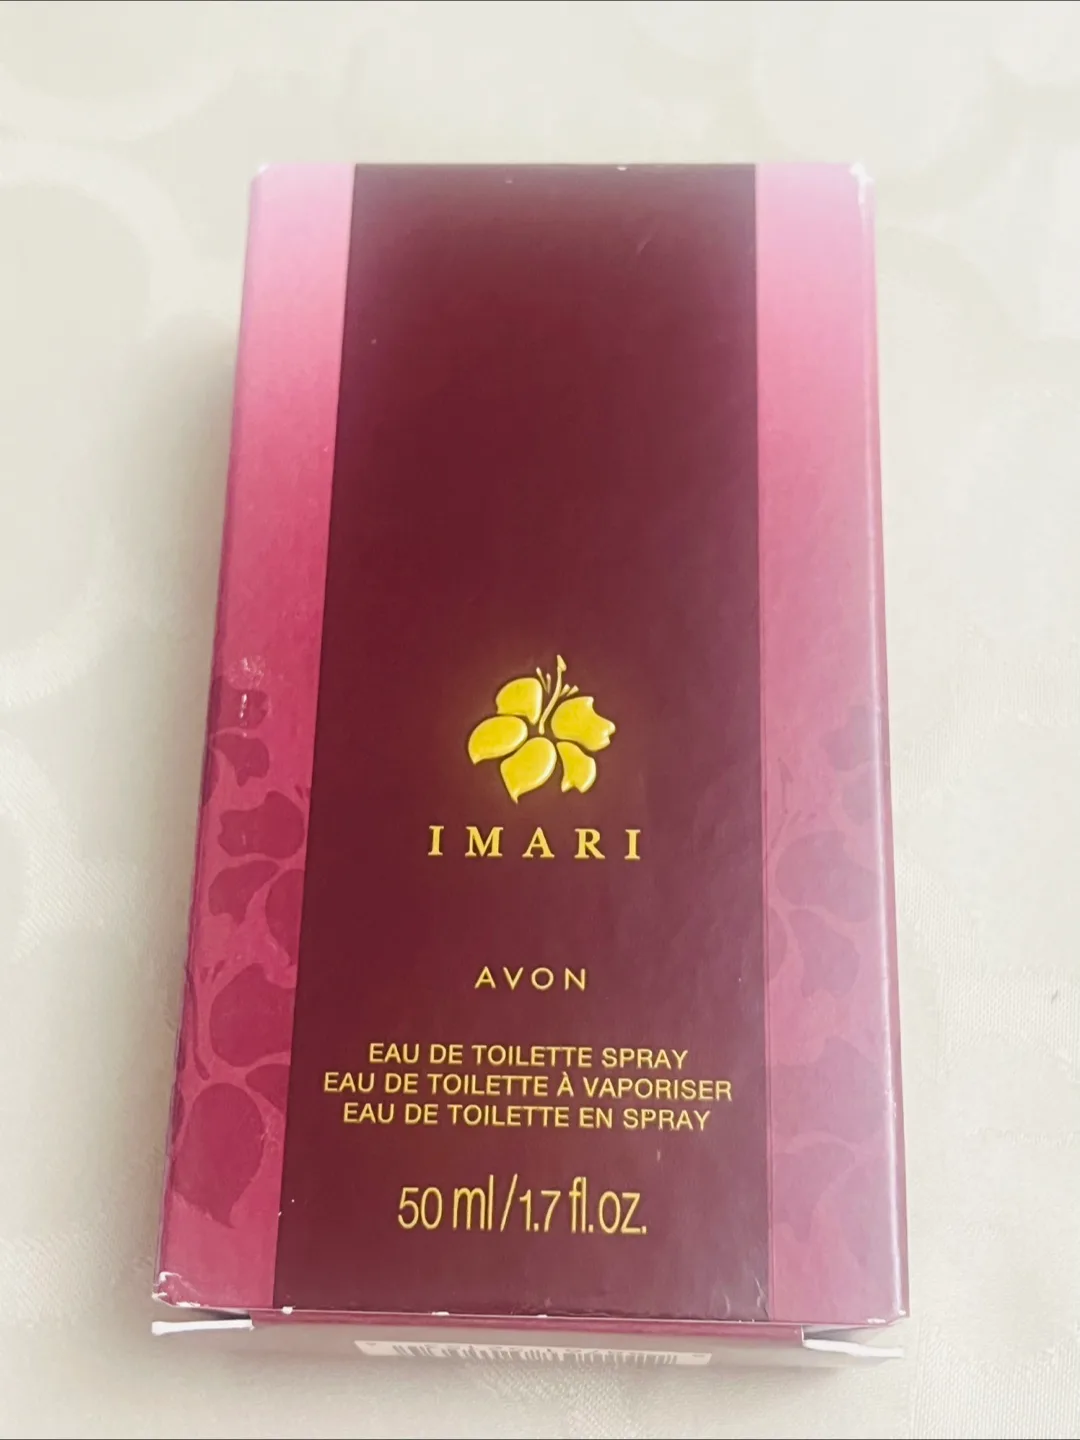 IMARI
AVON
EAU DE TOILETTE SPRAY
EAU DE TOILETTE À VAPORISER
EAU DE TOILETTE EN SPRAY
50 ml/1.7 fl.oz.